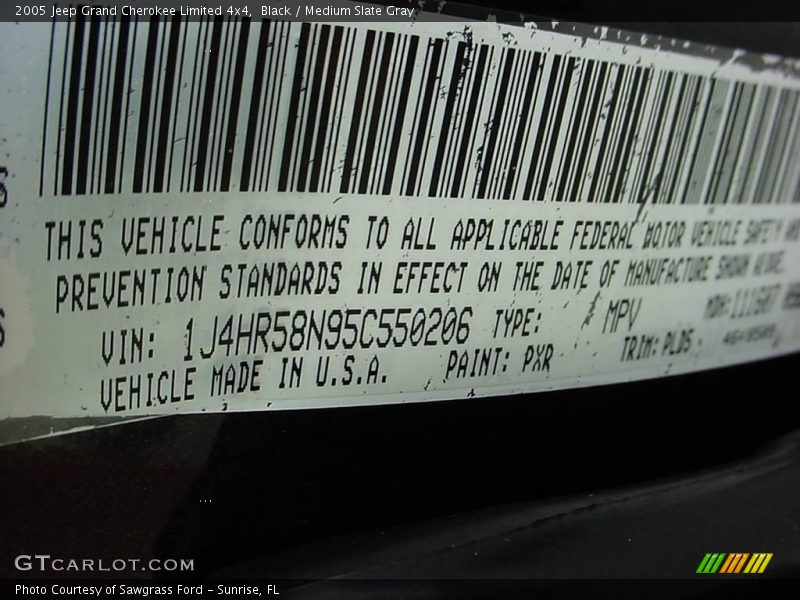 2005 Jeep Grand Cherokee Limited 4x4, Black / Medium Slate Gray
THIS VEHICLE CONFORMS TO ALL APPLICABLE FEDERAL MOTOR VEHICLE SAFETY AND
PREVENTION STANDARDS IN EFFECT ON THE DATE OF MANUFACTURE SHOWN ABOVE.
VIN: 1J4HR58N95C550206 TYPE: MPV MDH:
VEHICLE MADE IN U.S.A. PAINT: PXR TRIM: PLD5
GTCARLOT.COM
Photo Courtesy of Sawgrass Ford - Sunrise, FL